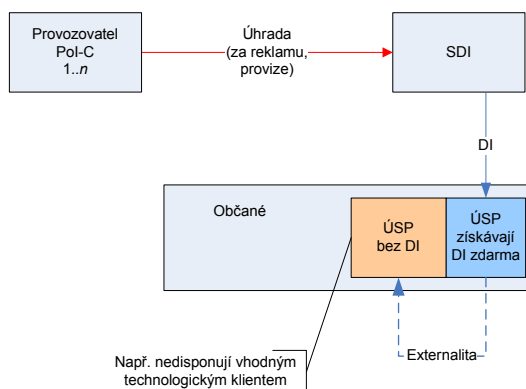 Provozovatel
PoI-C
1..n
Úhrada
(za reklamu,
provize)
SDI
DI
Občané
ÚSP
bez DI
ÚSP
získávají
DI zdarma
Externalita
Např. nedisponují vhodným
technologickým klientem